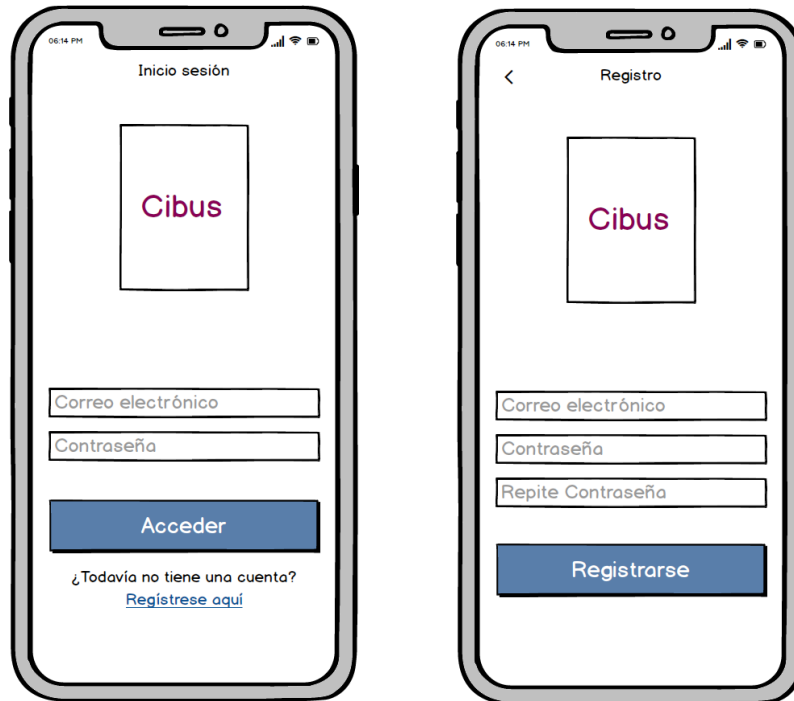 06:14 PM
Inicio sesión
Cibus
Correo electrónico
Contraseña
Acceder
¿Todavía no tiene una cuenta?
Regístrese aquí
06:14 PM
Registro
Cibus
Correo electrónico
Contraseña
Repite Contraseña
Registrarse